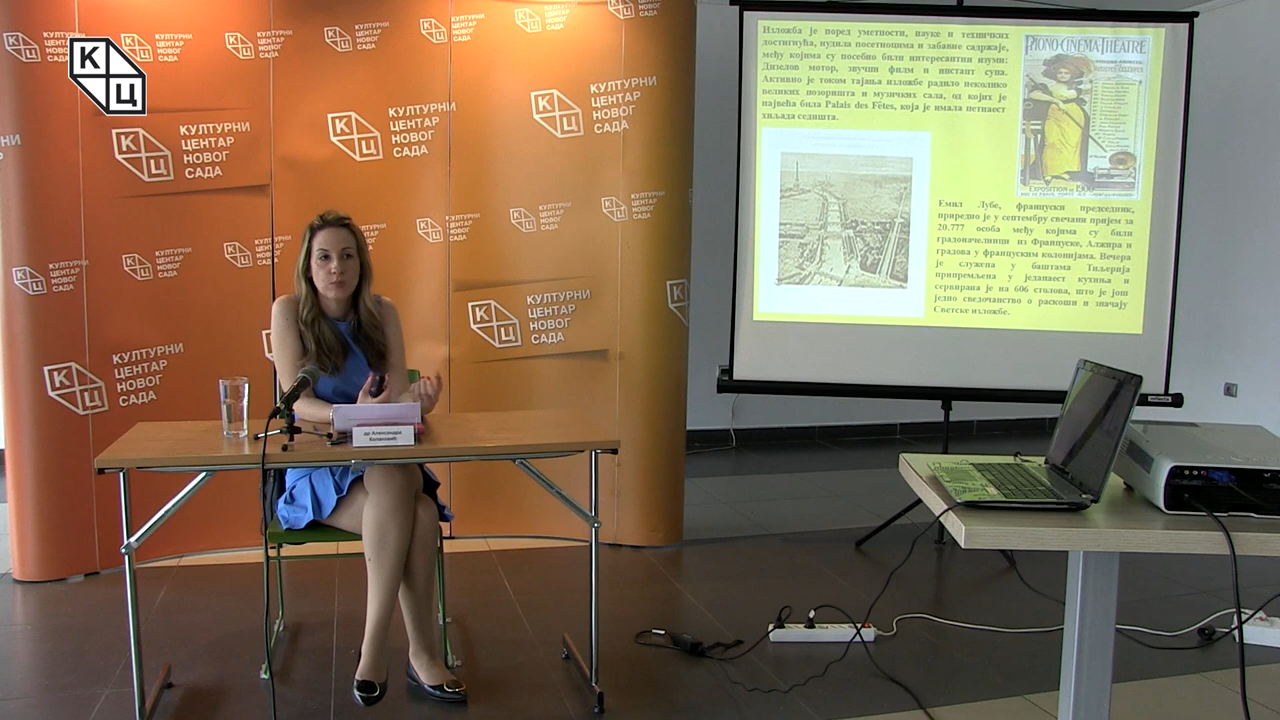 К
Ц
КУЛТУРНИ
ЦЕНТАР
НОВОГ
САДА
Изложба је поред уметности, науке и техничких
достигнућа, нудила посетиоцима и забавне садржаје,
међу којима су посебно били интересантни изуми:
Дизелов мотор, звучни филм и инстант супа.
Активно је током трајања изложбе радило неколико
великих позоришта и музичких сала, од којих је
највећа била Palais des Fêtes, која је имала петнаест
хиљада седишта.
PHONO-CINEMA-THEATRE
EXPOSITION DE 1900
Емил Лубе, француски председник,
приредио је у септембру свечани пријем за
20.777 особа међу којима су били
градоначелници из Француске, Алжира и
градова у француским колонијама. Вечера
је служена у баштама Тиљерија
припремљена у једанаест кухиња и
сервирана је на 606 столова, што је још
једно сведочанство о раскоши и значају
Светске изложбе.
др Александра
Колаковић
reflecta